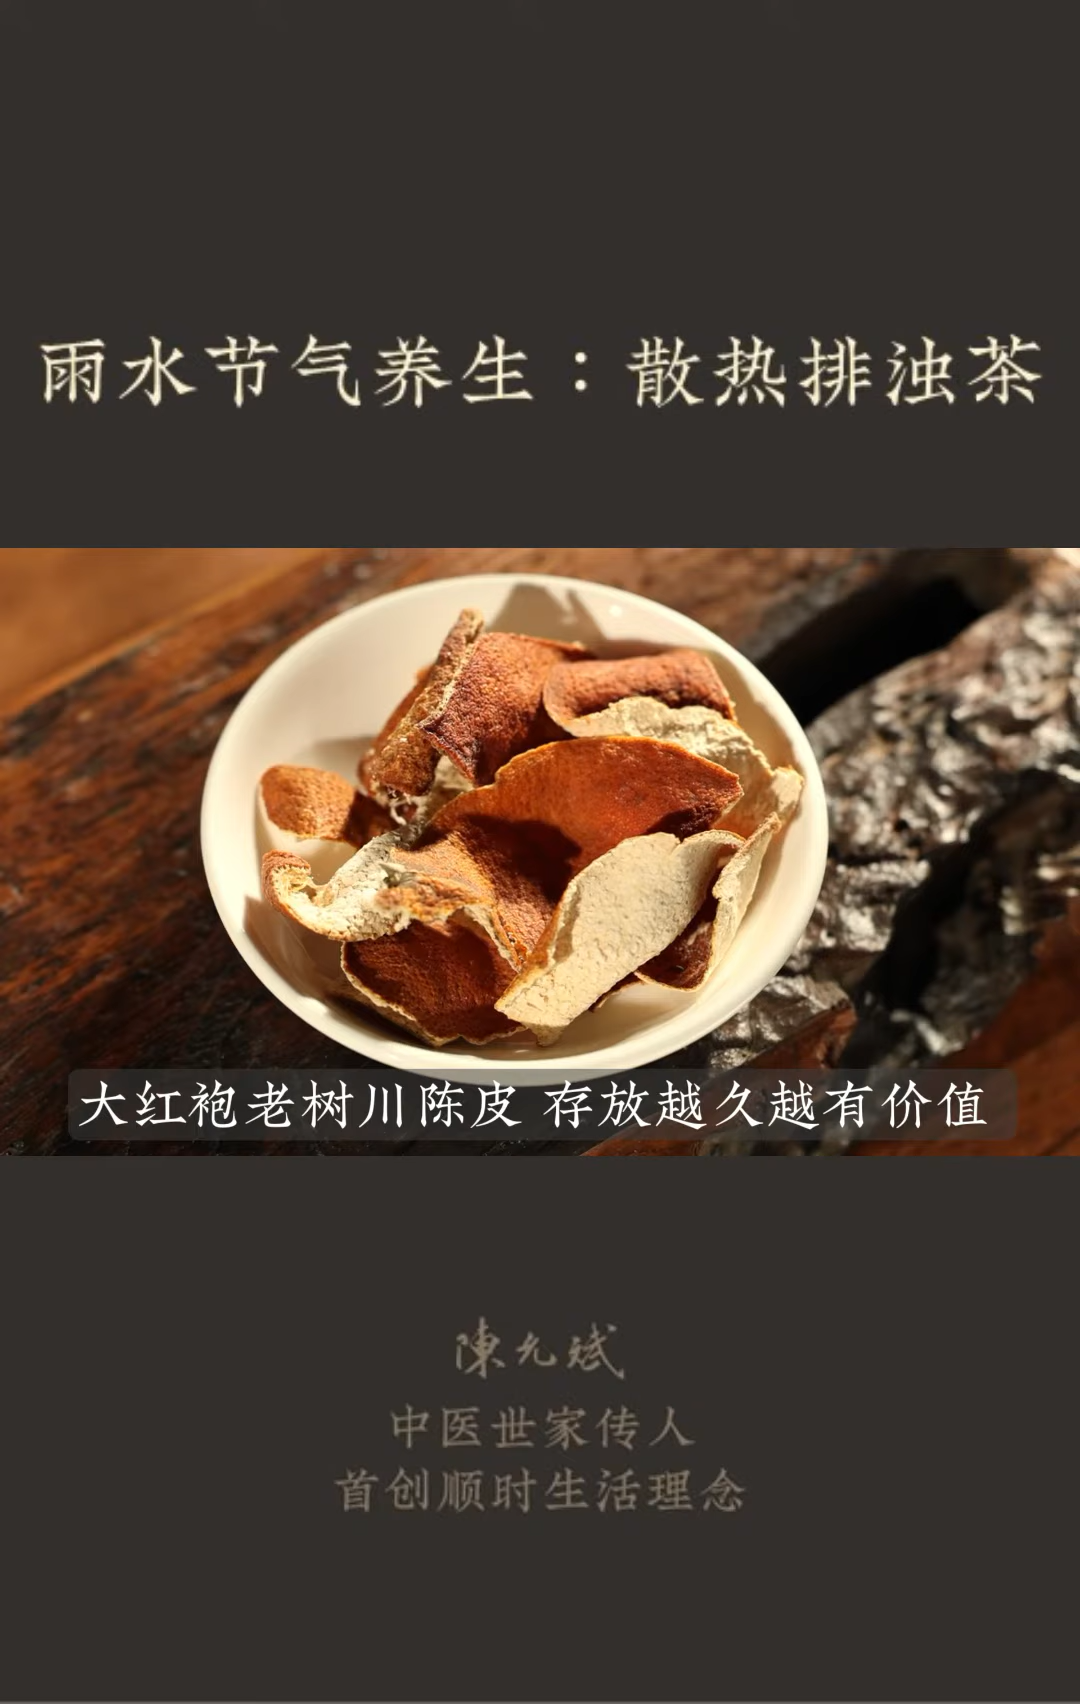 雨水节气养生：散热排浊茶
大红袍老树川陈皮 存放越久越有价值
陳允斌
中医世家传人
首创顺时生活理念